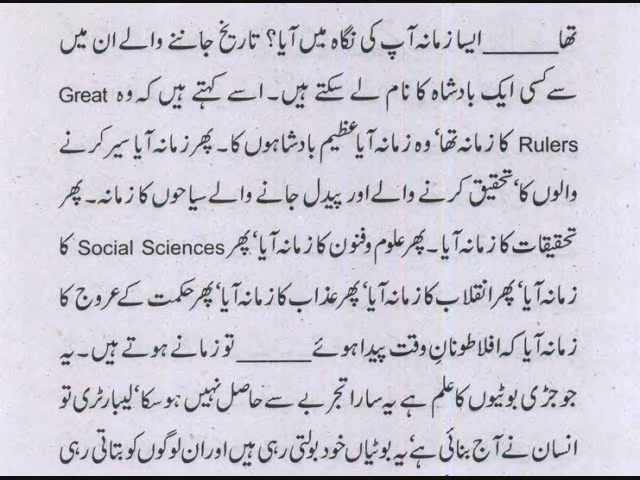 تھا______ ایسا زمانہ آپ کی نگاہ میں آیا؟ تاریخ جاننے والے ان میں
سے کسی ایک بادشاہ کا نام لے سکتے ہیں۔ اسے کہتے ہیں کہ وہ Great
Rulers کا زمانہ تھا، وہ زمانہ آیا عظیم بادشاہوں کا۔ پھر زمانہ آیا سیر کرنے
والوں کا، تحقیق کرنے والے اور پیدل جانے والے سیاحوں کا زمانہ۔ پھر
تحقیقات کا زمانہ آیا۔ پھر علوم و فنون کا زمانہ آیا، پھر Social Sciences کا
زمانہ آیا، پھر انقلاب کا زمانہ آیا، پھر عذاب کا زمانہ آیا، پھر حکمت کے عروج کا
زمانہ آیا کہ افلاطونانِ وقت پیدا ہوئے______ تو زمانے ہوتے ہیں۔ یہ
جو جڑی بوٹیوں کا علم ہے یہ سارا تجربے سے حاصل نہیں ہو سکا، لیبارٹری تو
انسان نے آج بنائی ہے، یہ بوٹیاں خود بولتی رہی ہیں اور ان لوگوں کو بتاتی رہی